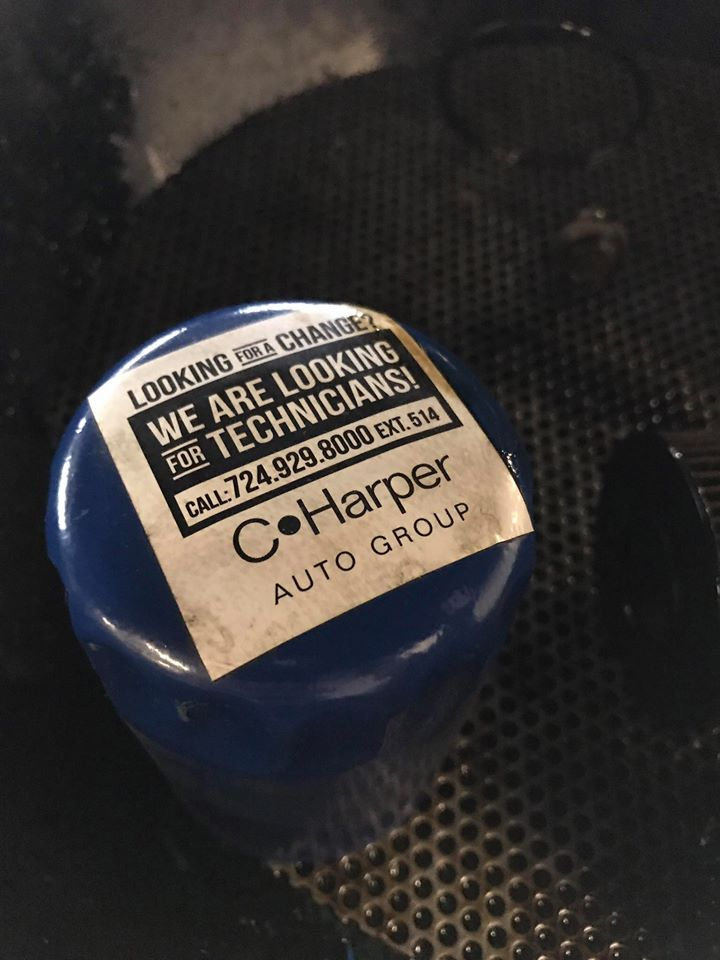 LOOKING FOR A CHANGE?
WE ARE LOOKING
FOR TECHNICIANS!
CALL: 724.929.8000 EXT. 514
C•Harper
AUTO GROUP